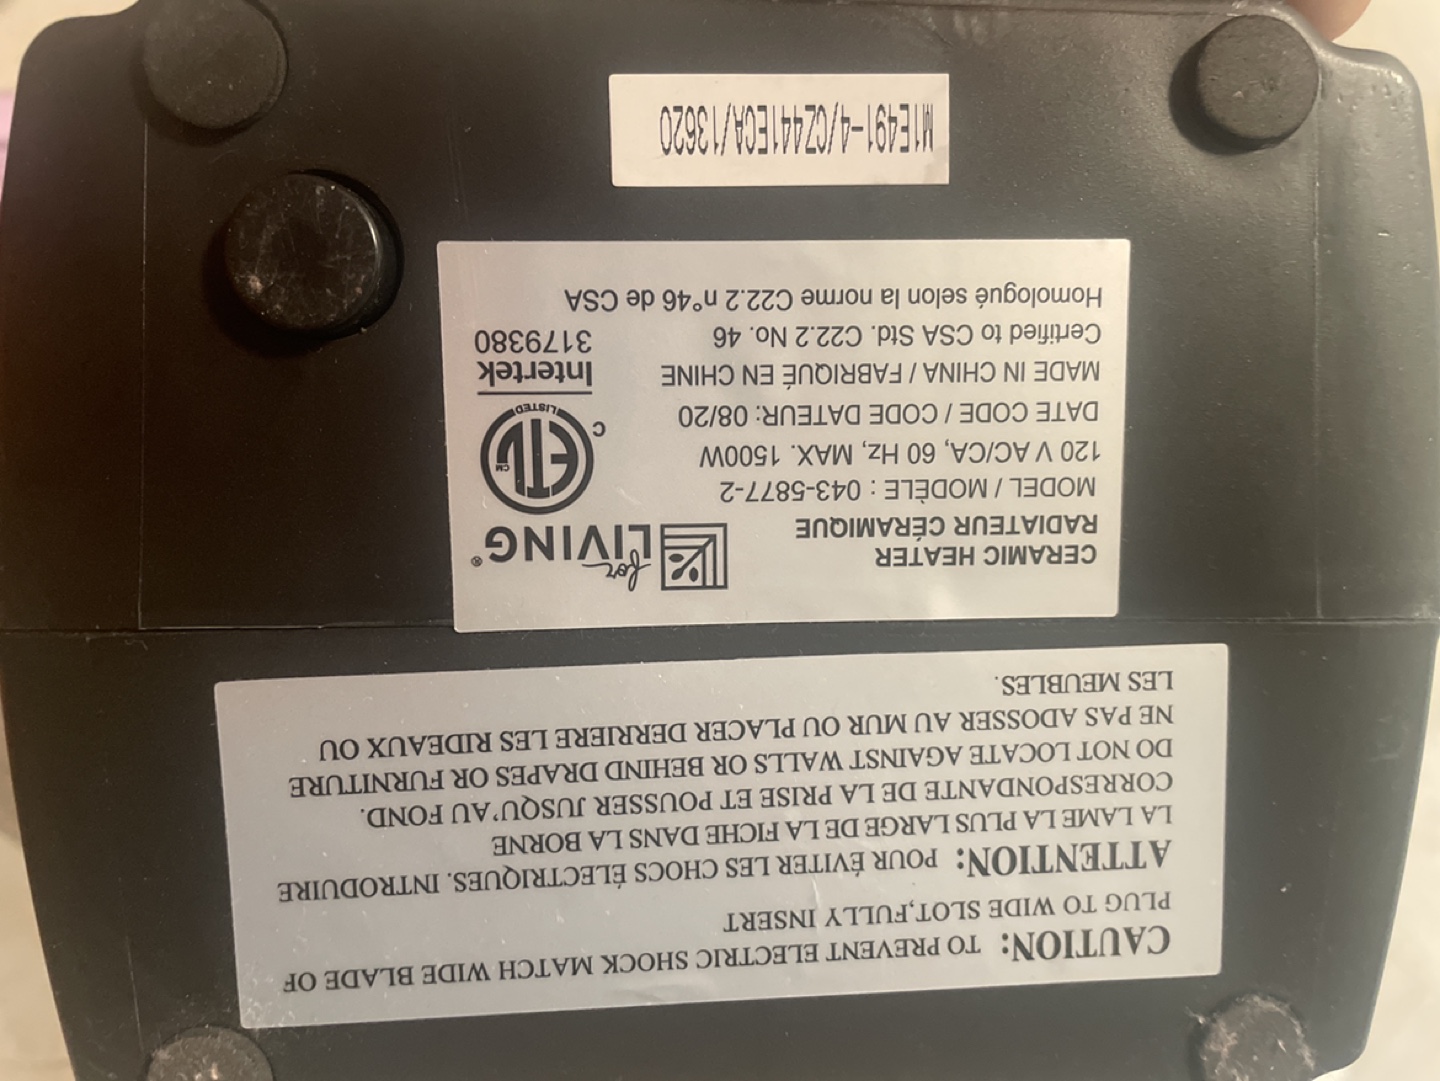 CAUTION: TO PREVENT ELECTRIC SHOCK MATCH WIDE BLADE OF
PLUG TO WIDE SLOT,FULLY INSERT
ATTENTION: POUR ÉVITER LES CHOCS ÉLECTRIQUES. INTRODUIRE
LA LAME LA PLUS LARGE DE LA FICHE DANS LA BORNE
CORRESPONDANTE DE LA PRISE ET POUSSER JUSQU'AU FOND.
DO NOT LOCATE AGAINST WALLS OR BEHIND DRAPES OR FURNITURE
NE PAS ADOSSER AU MUR OU PLACER DERRIERE LES RIDEAUX OU
LES MEUBLES.
CERAMIC HEATER
RADIATEUR CÉRAMIQUE
MODEL / MODÈLE : 043-5877-2
120 V AC/CA, 60 Hz, MAX. 1500W
DATE CODE / CODE DATEUR: 08/20
MADE IN CHINA / FABRIQUÉ EN CHINE
Certified to CSA Std. C22.2 No. 46
Homologué selon la norme C22.2 n°46 de CSA
for
LIVING®
C ETL CM
LISTED
Intertek
3179380
M1E491-4/CZ441ECA/13620